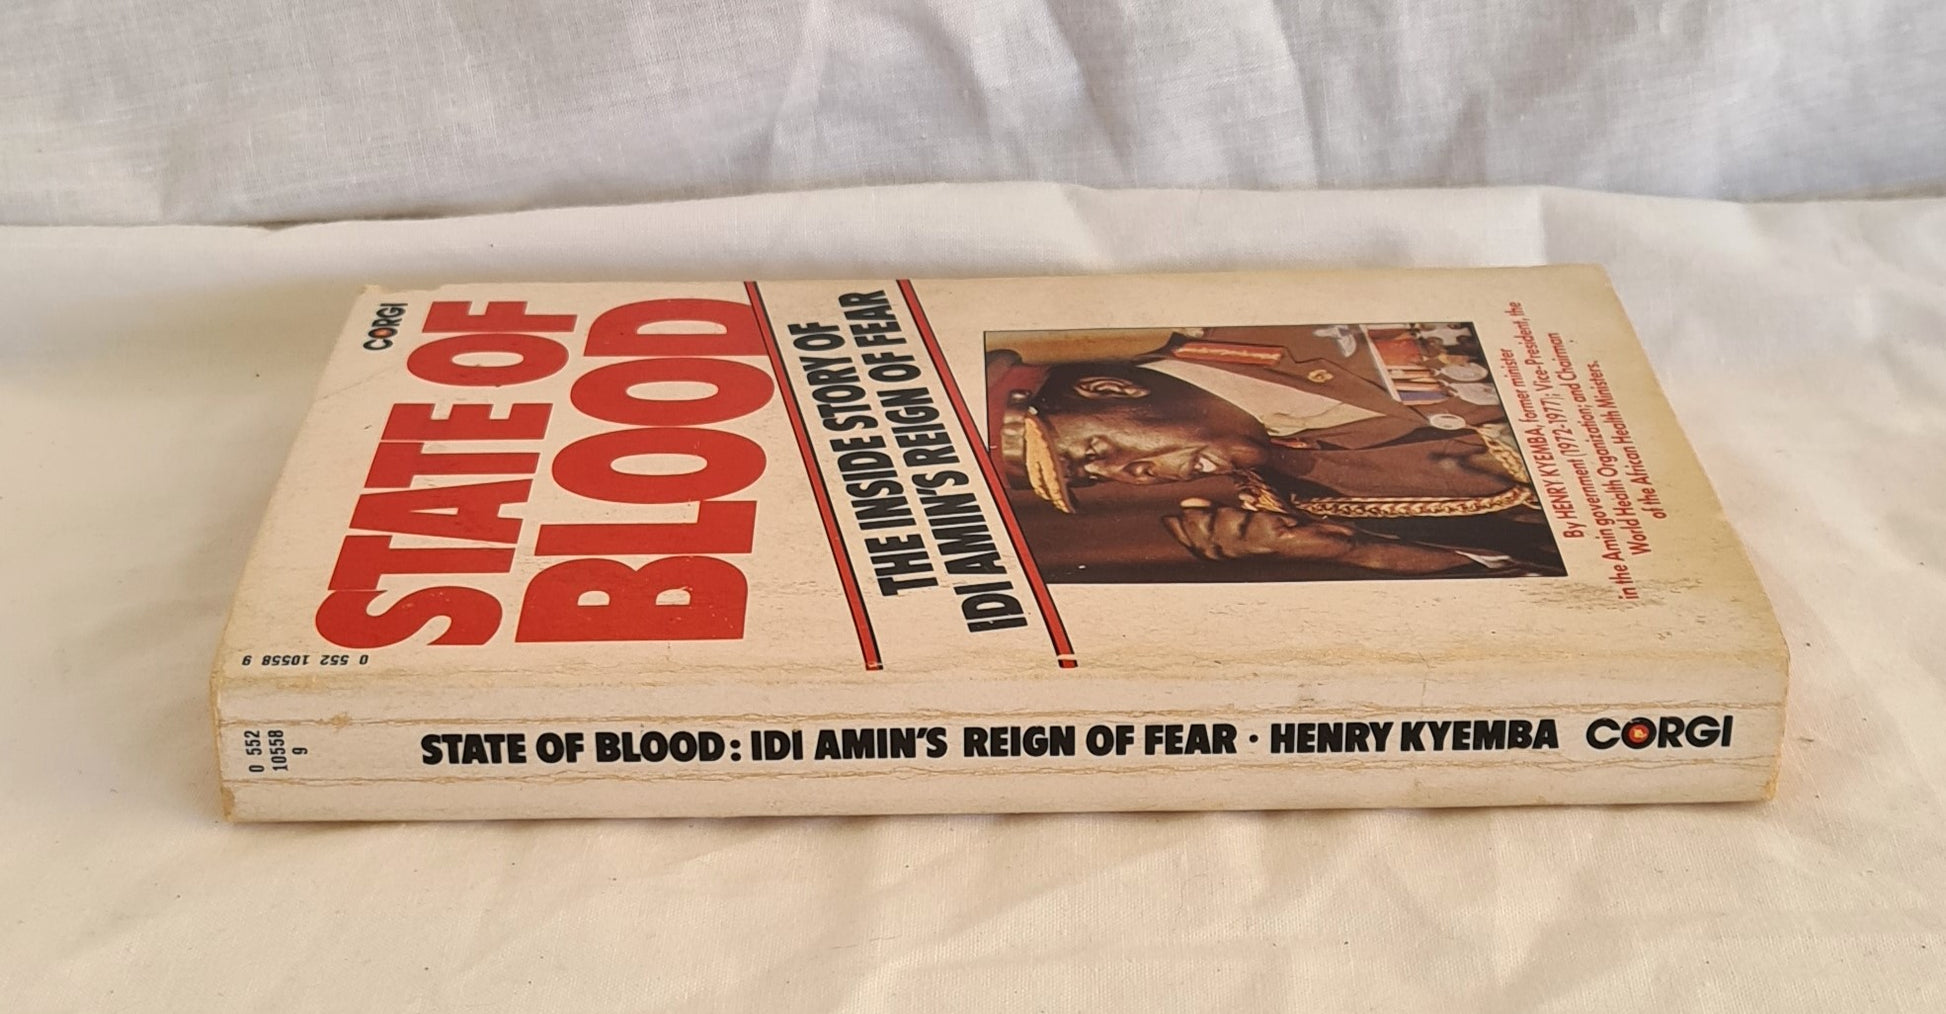 CORGI
STATE OF
BLOOD
THE INSIDE STORY OF
IDI AMIN'S REIGN OF FEAR
By HENRY KYEMBA, former minister
in the Amin government (1972-1977); Vice-President, the
World Health Organization; and Chairman
of the African Health Ministers.
0 552 10558 9
0 552
10558
9
STATE OF BLOOD: IDI AMIN'S REIGN OF FEAR · HENRY KYEMBA CORGI